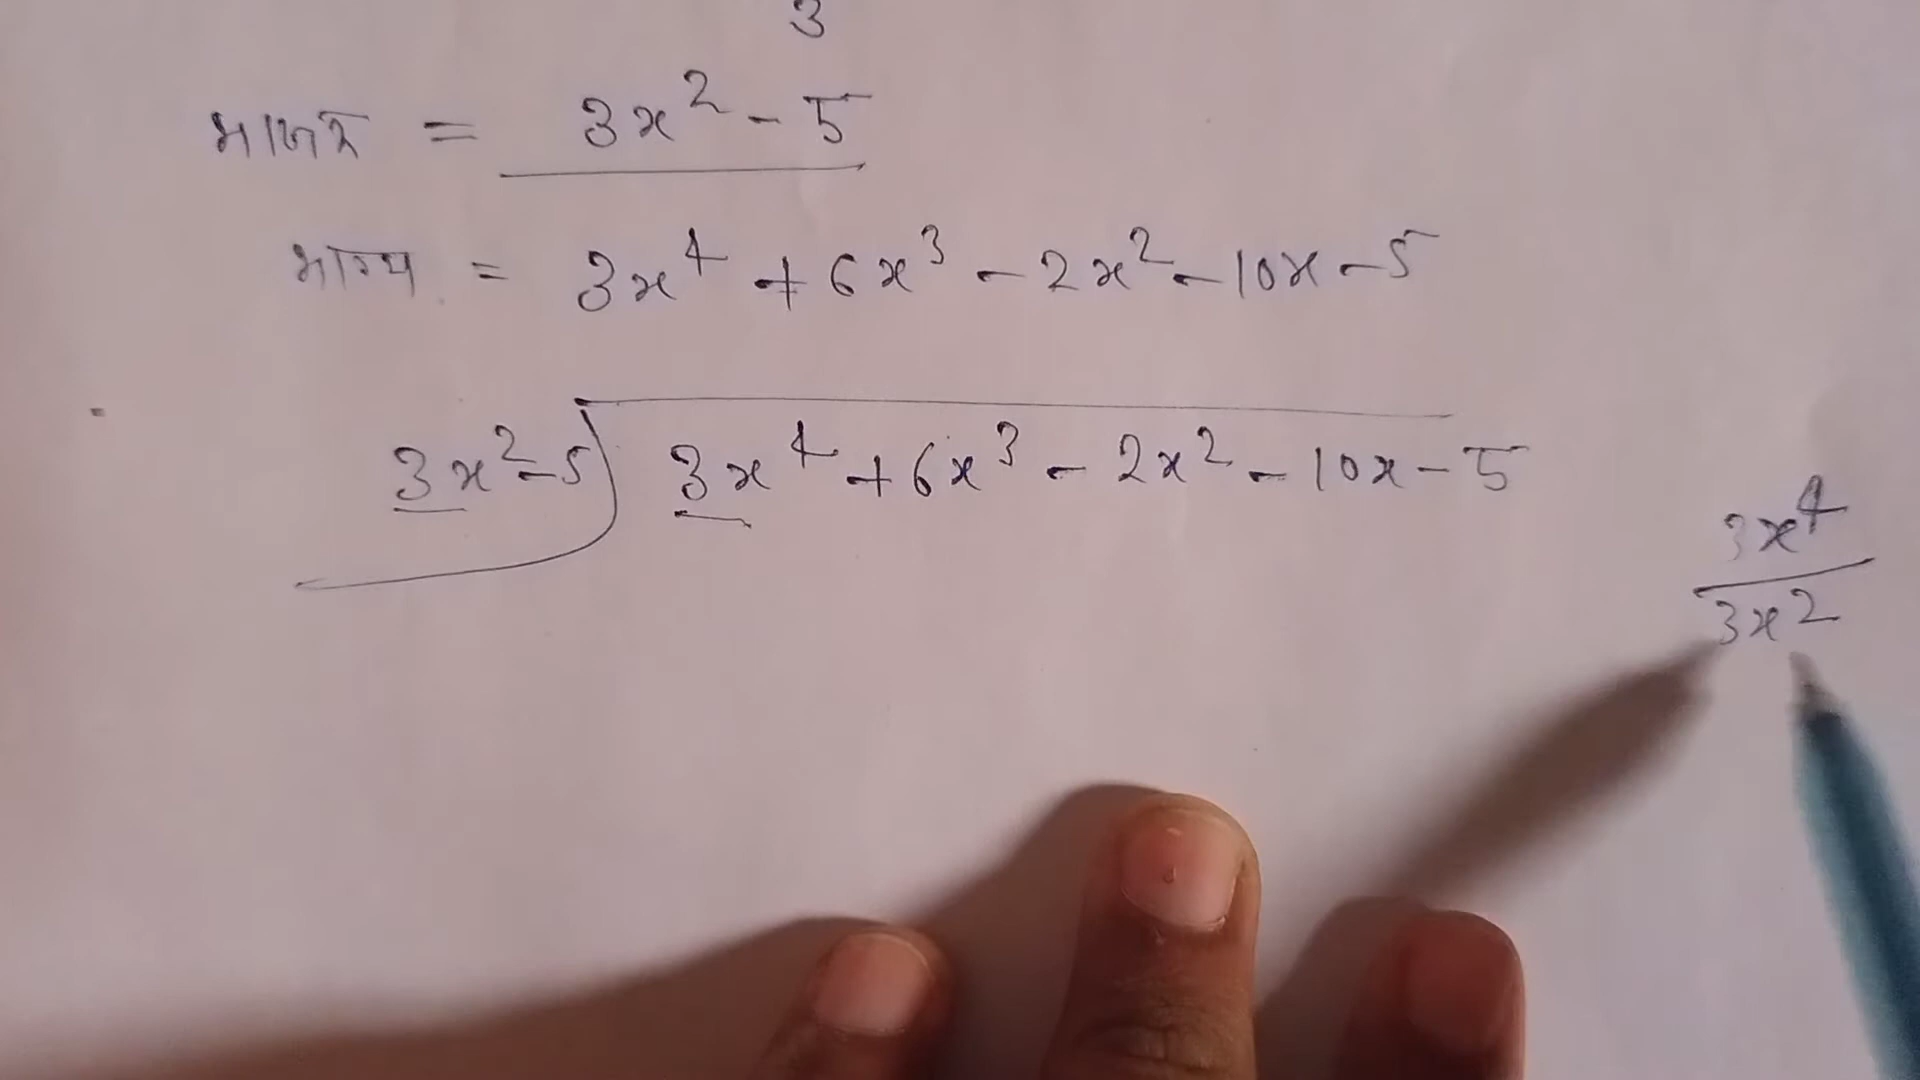 3
भाजक = 3x² - 5
भाज्य = 3x⁴ + 6x³ - 2x² - 10x - 5
3x² - 5) 3x⁴ + 6x³ - 2x² - 10x - 5
3x⁴
3x²